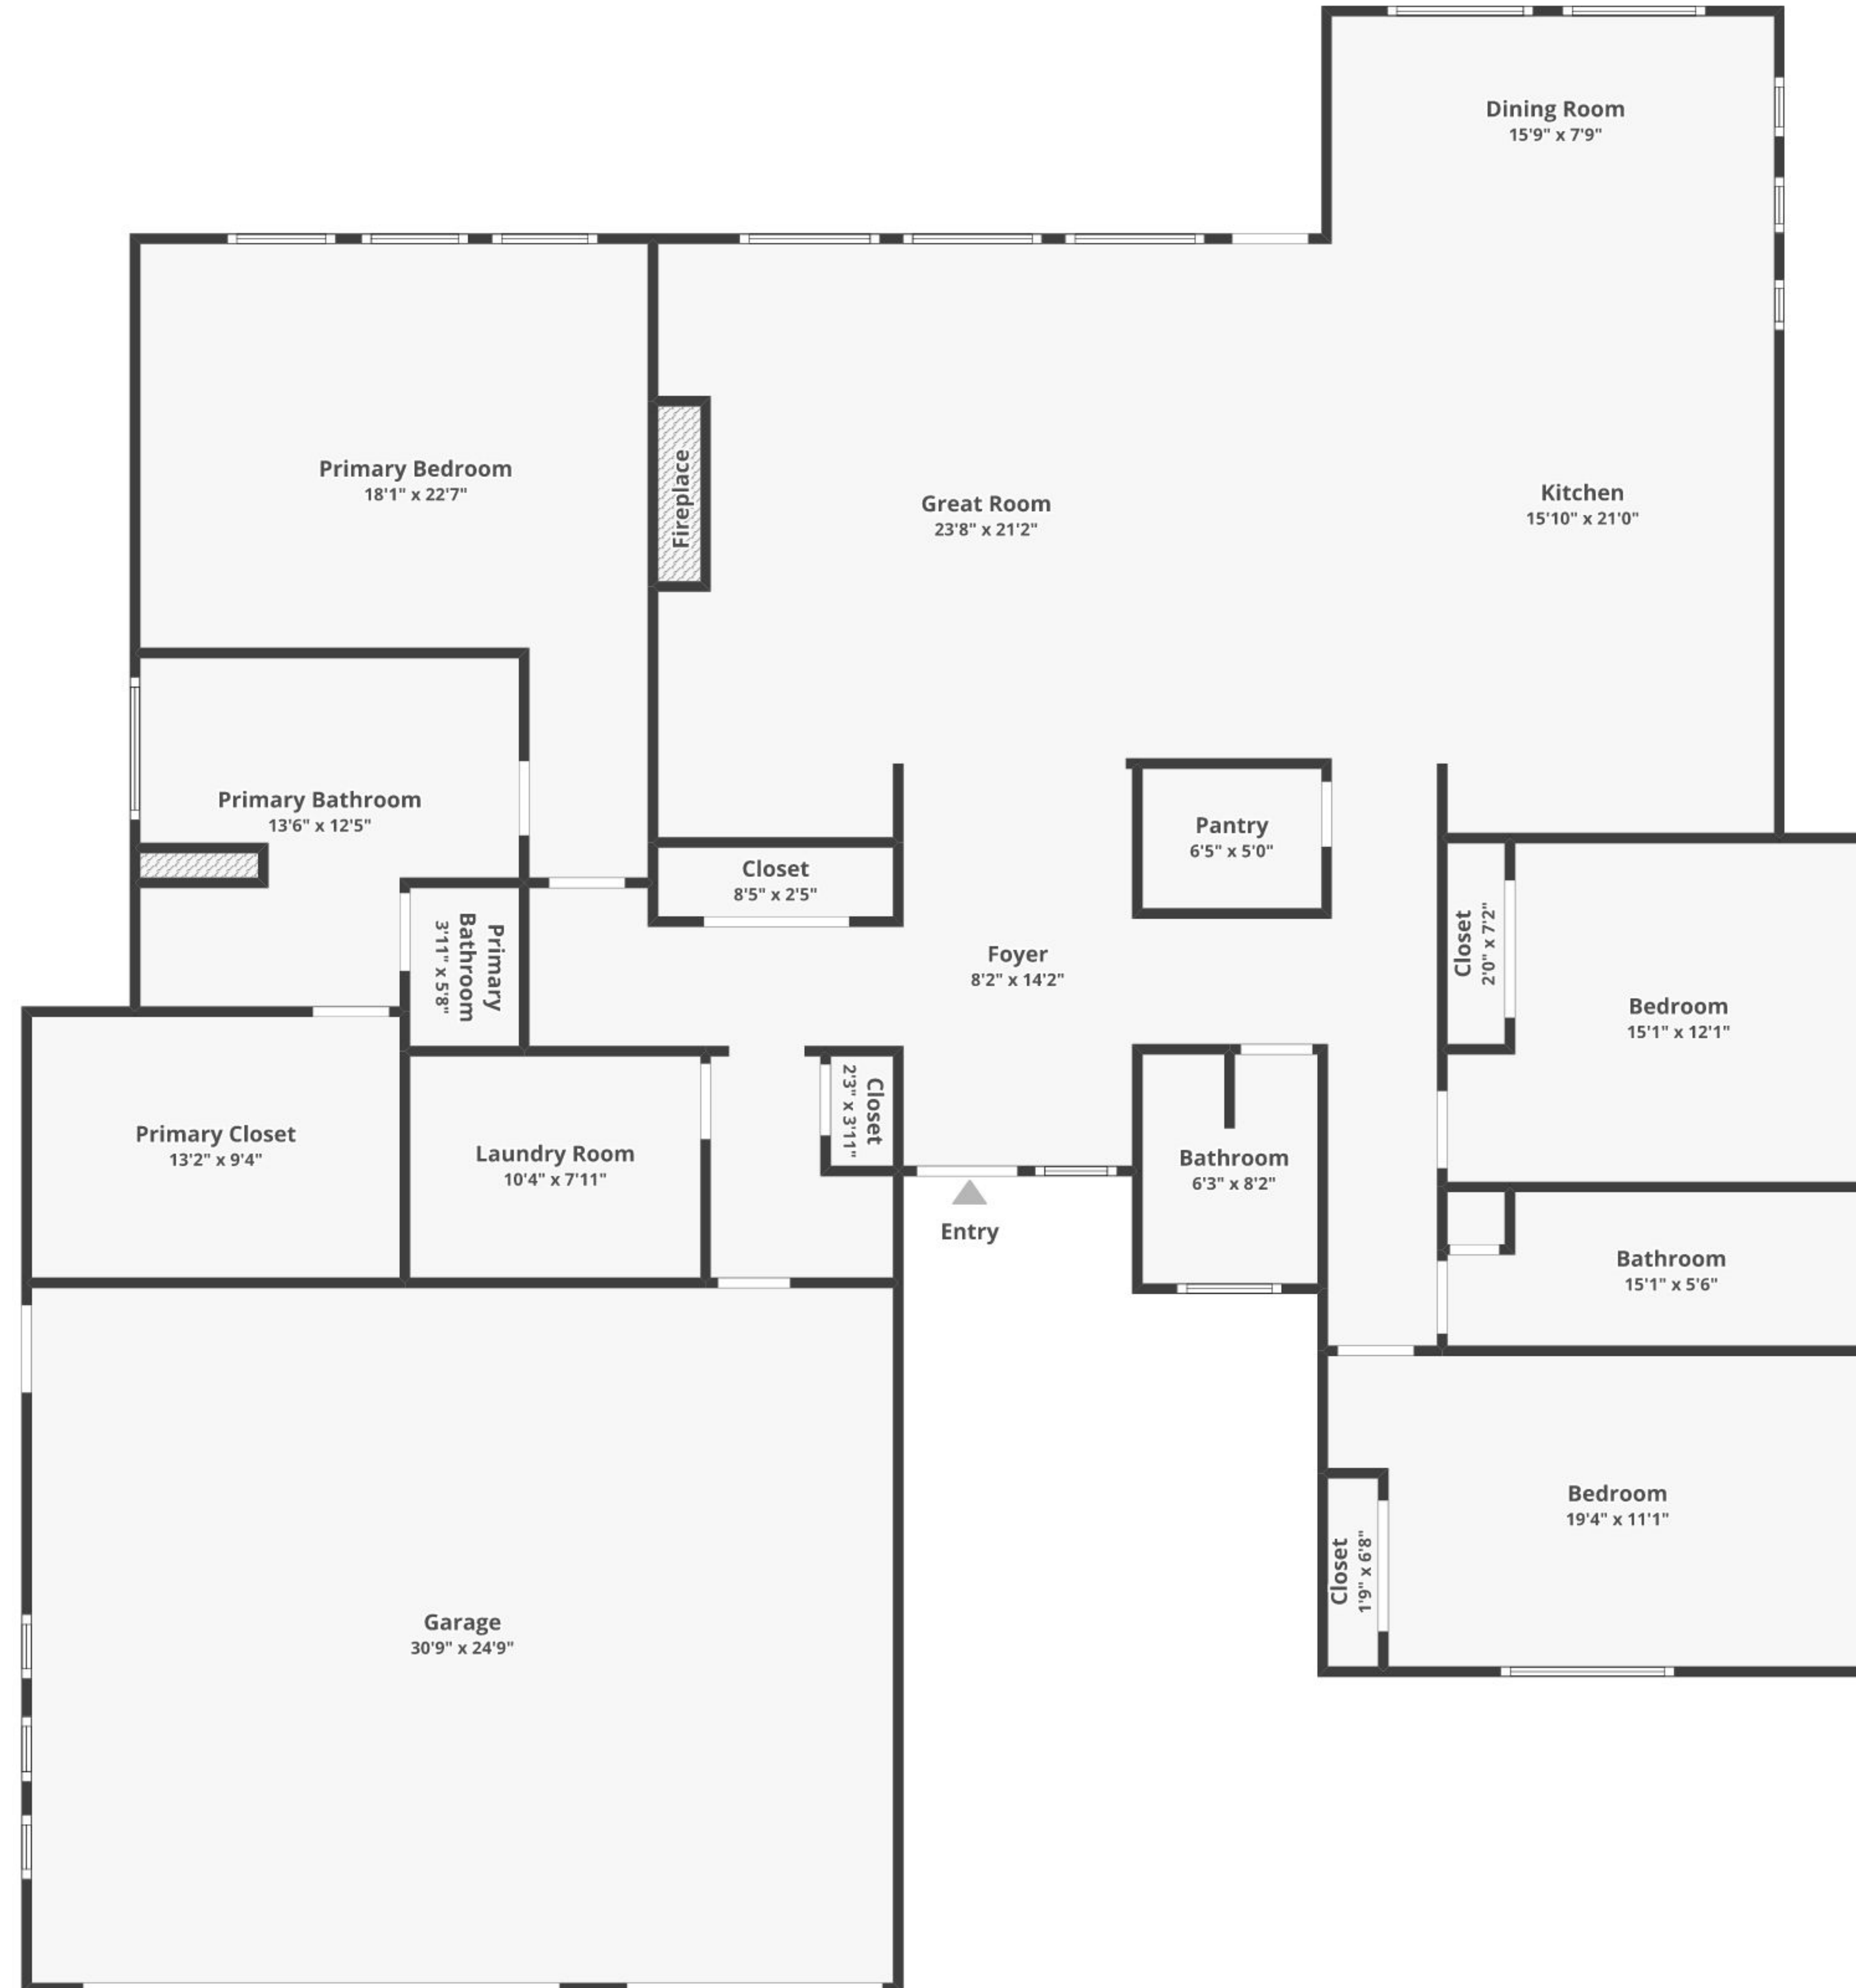 Dining Room
15'9" x 7'9"
Primary Bedroom
18'1" x 22'7"
Fireplace
Great Room
23'8" x 21'2"
Kitchen
15'10" x 21'0"
Primary Bathroom
13'6" x 12'5"
Closet
8'5" x 2'5"
Pantry
6'5" x 5'0"
Primary
Bathroom
3'11" x 5'8"
Foyer
8'2" x 14'2"
Closet
2'0" x 7'2"
Bedroom
15'1" x 12'1"
Primary Closet
13'2" x 9'4"
Laundry Room
10'4" x 7'11"
Closet
2'3" x 3'11"
Entry
Bathroom
6'3" x 8'2"
Bathroom
15'1" x 5'6"
Closet
1'9" x 6'8"
Bedroom
19'4" x 11'1"
Garage
30'9" x 24'9"